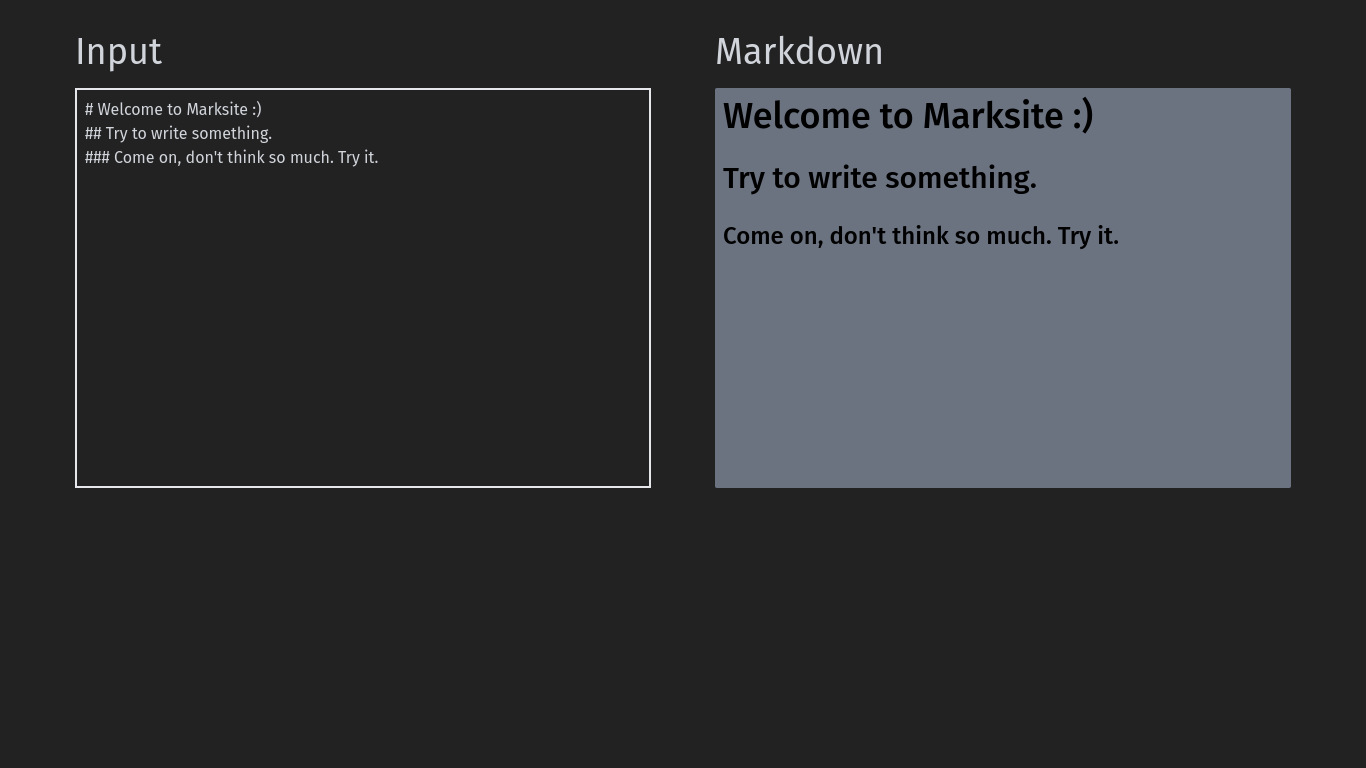 Input
# Welcome to Marksite :)
## Try to write something.
### Come on, don't think so much. Try it.
Markdown
Welcome to Marksite :)
Try to write something.
Come on, don't think so much. Try it.